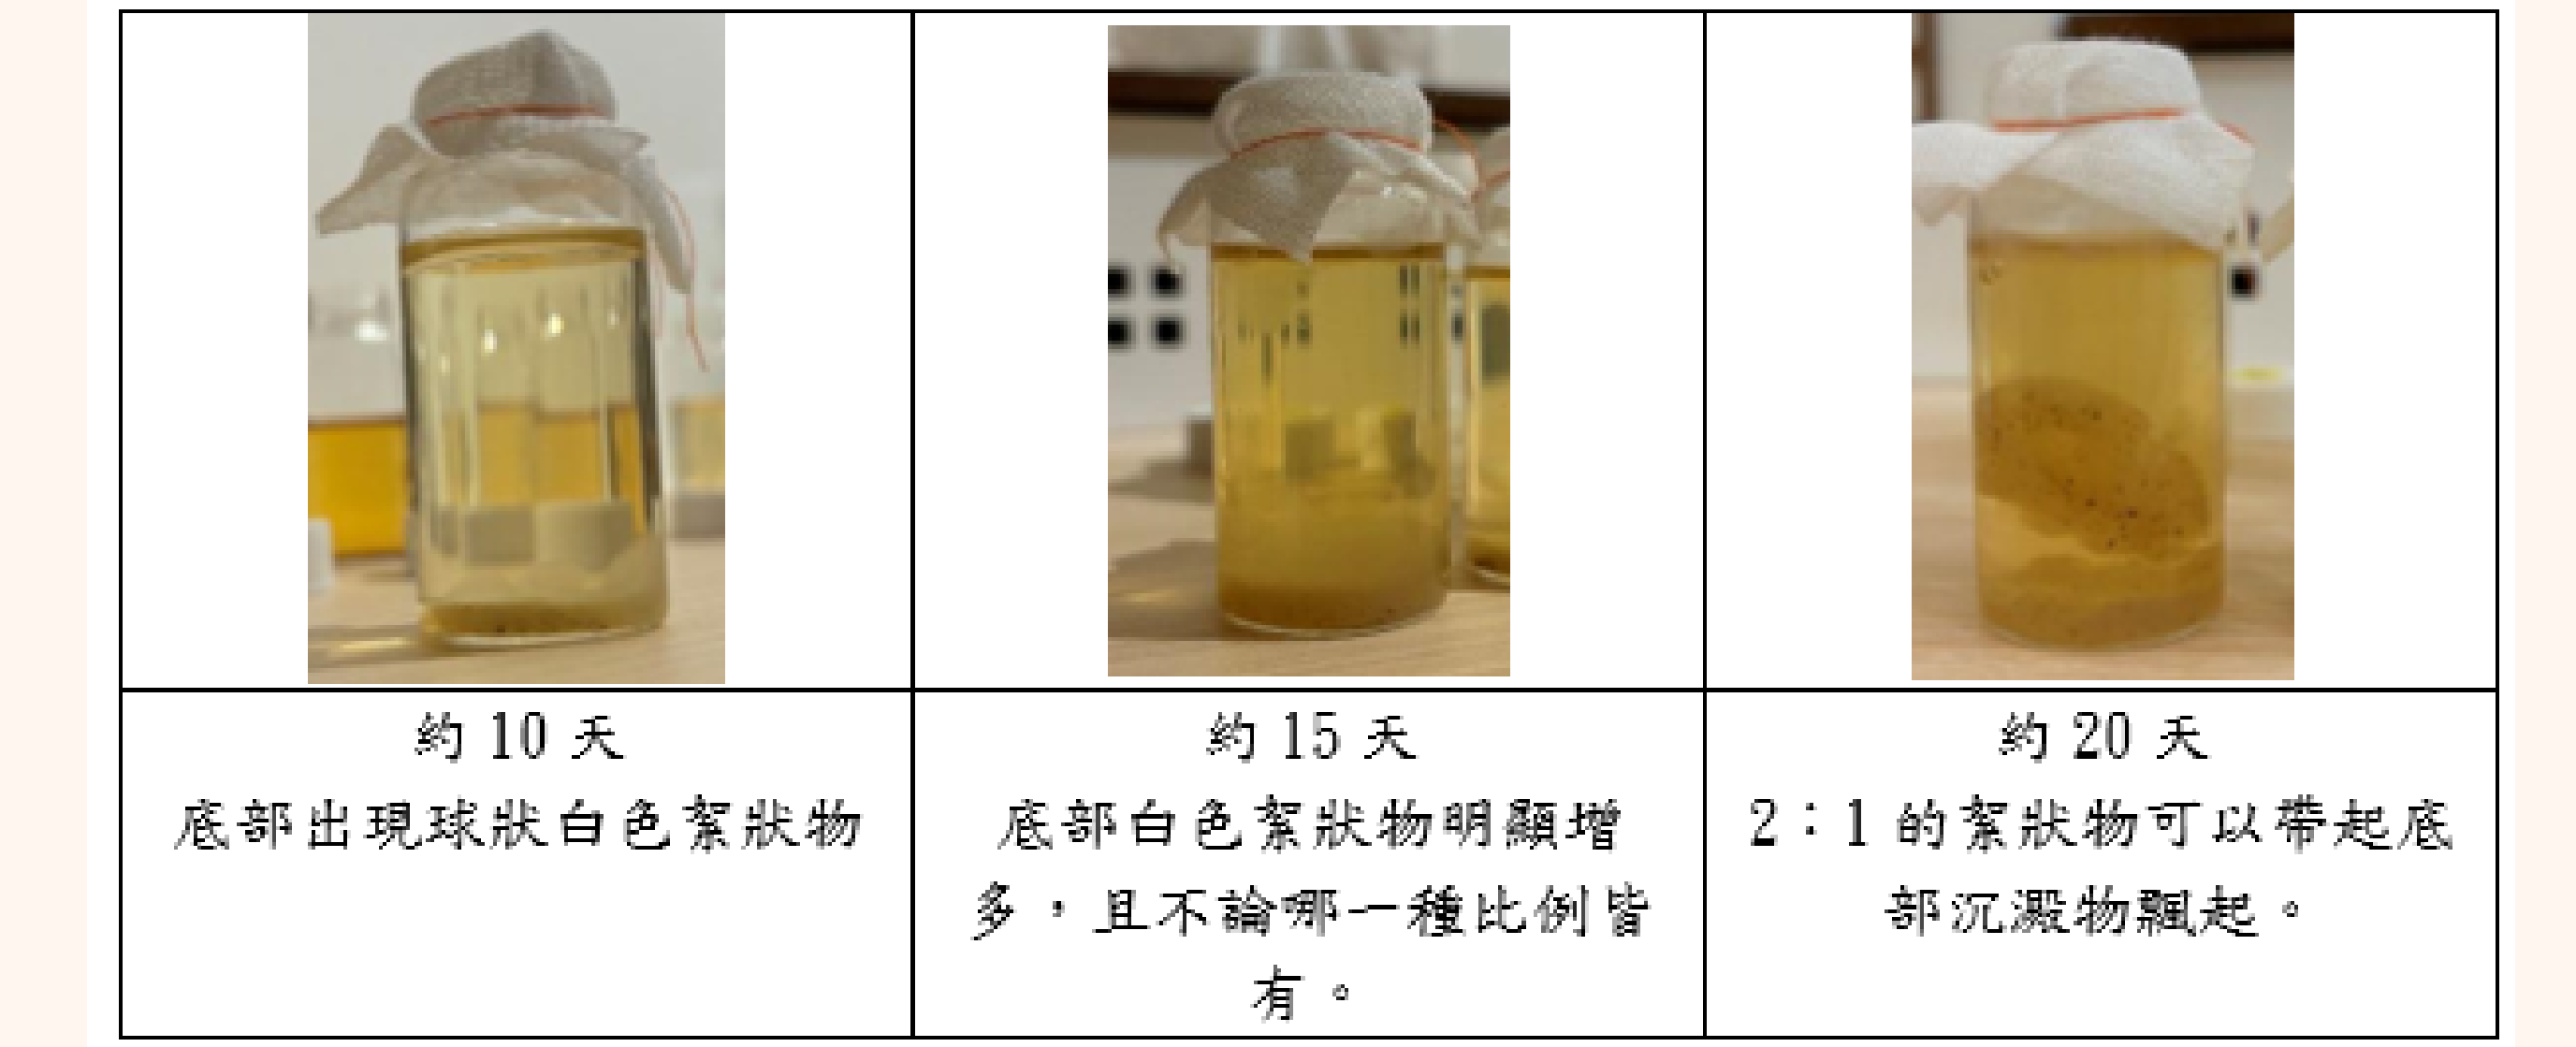 約 10 天
底部出現球狀白色絮狀物
約 15 天
底部白色絮狀物明顯增
多，且不論哪一種比例皆
有。
約 20 天
2：1 的絮狀物可以帶起底
部沉澱物飄起。